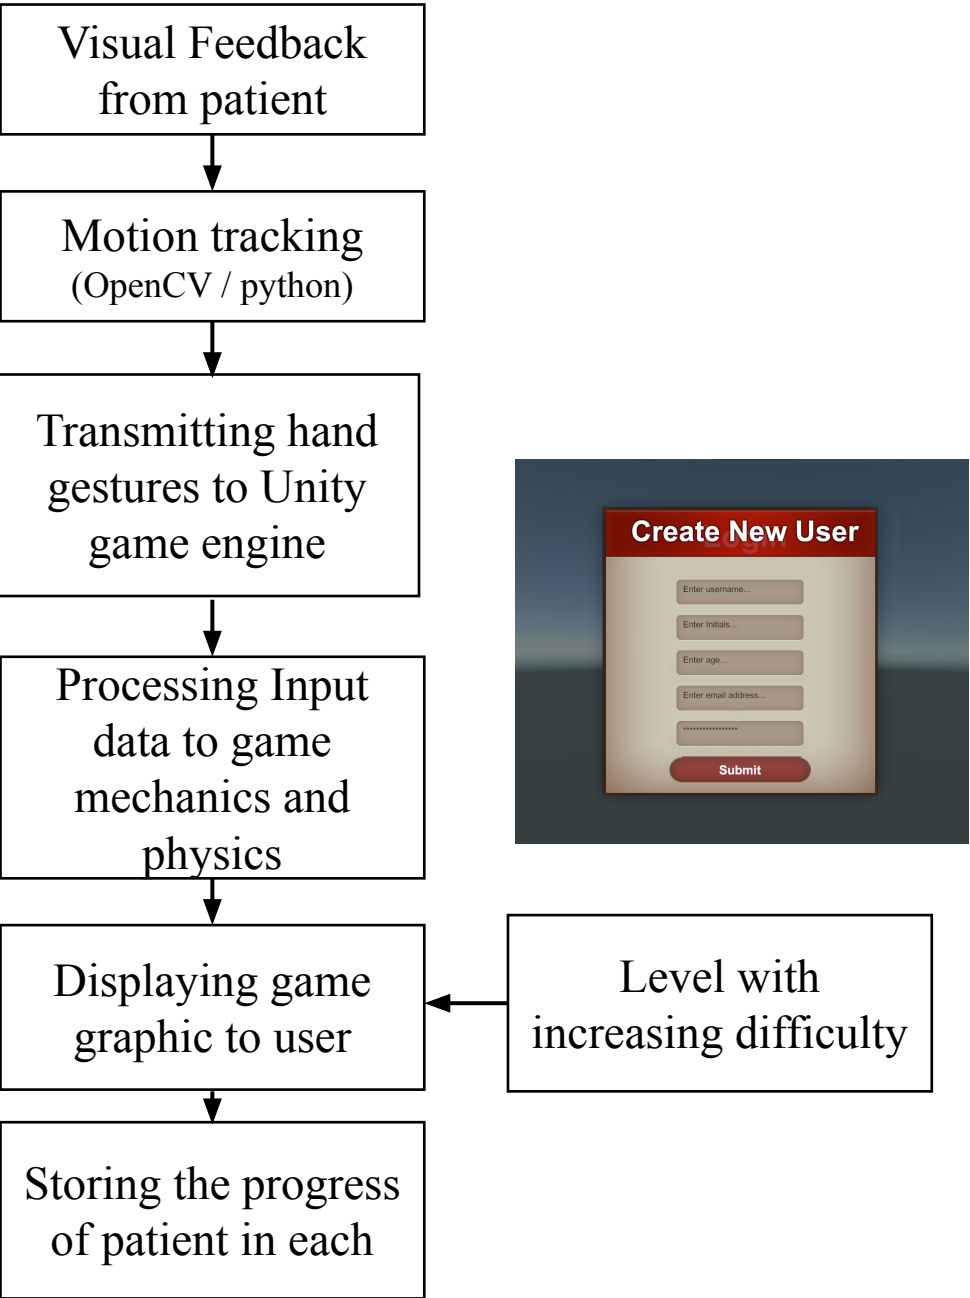 Visual Feedback
from patient
Motion tracking
(OpenCV / python)
Transmitting hand
gestures to Unity
game engine
Processing Input
data to game
mechanics and
physics
Displaying game
graphic to user
Storing the progress
of patient in each
Create New User
Login
Enter username...
Enter Initials...
Enter age...
Enter email address...
*****************
Submit
Level with
increasing difficulty